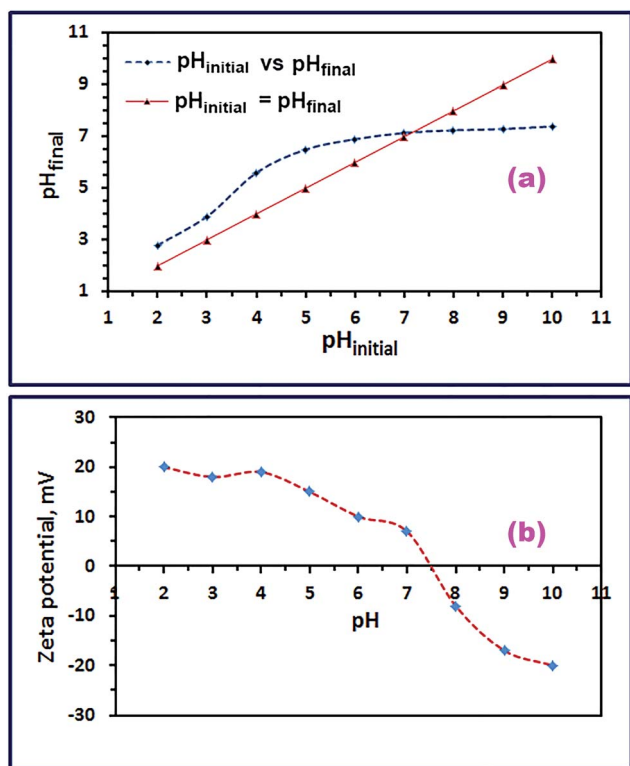 11
9
7
5
3
1
pHfinal
pHinitial vs pHfinal
pHinitial = pHfinal
(a)
1 2 3 4 5 6 7 8 9 10 11
pHinitial
30
20
10
0
-10
-20
-30
Zeta potential, mV
(b)
1 2 3 4 5 6 7 8 9 10 11
pH